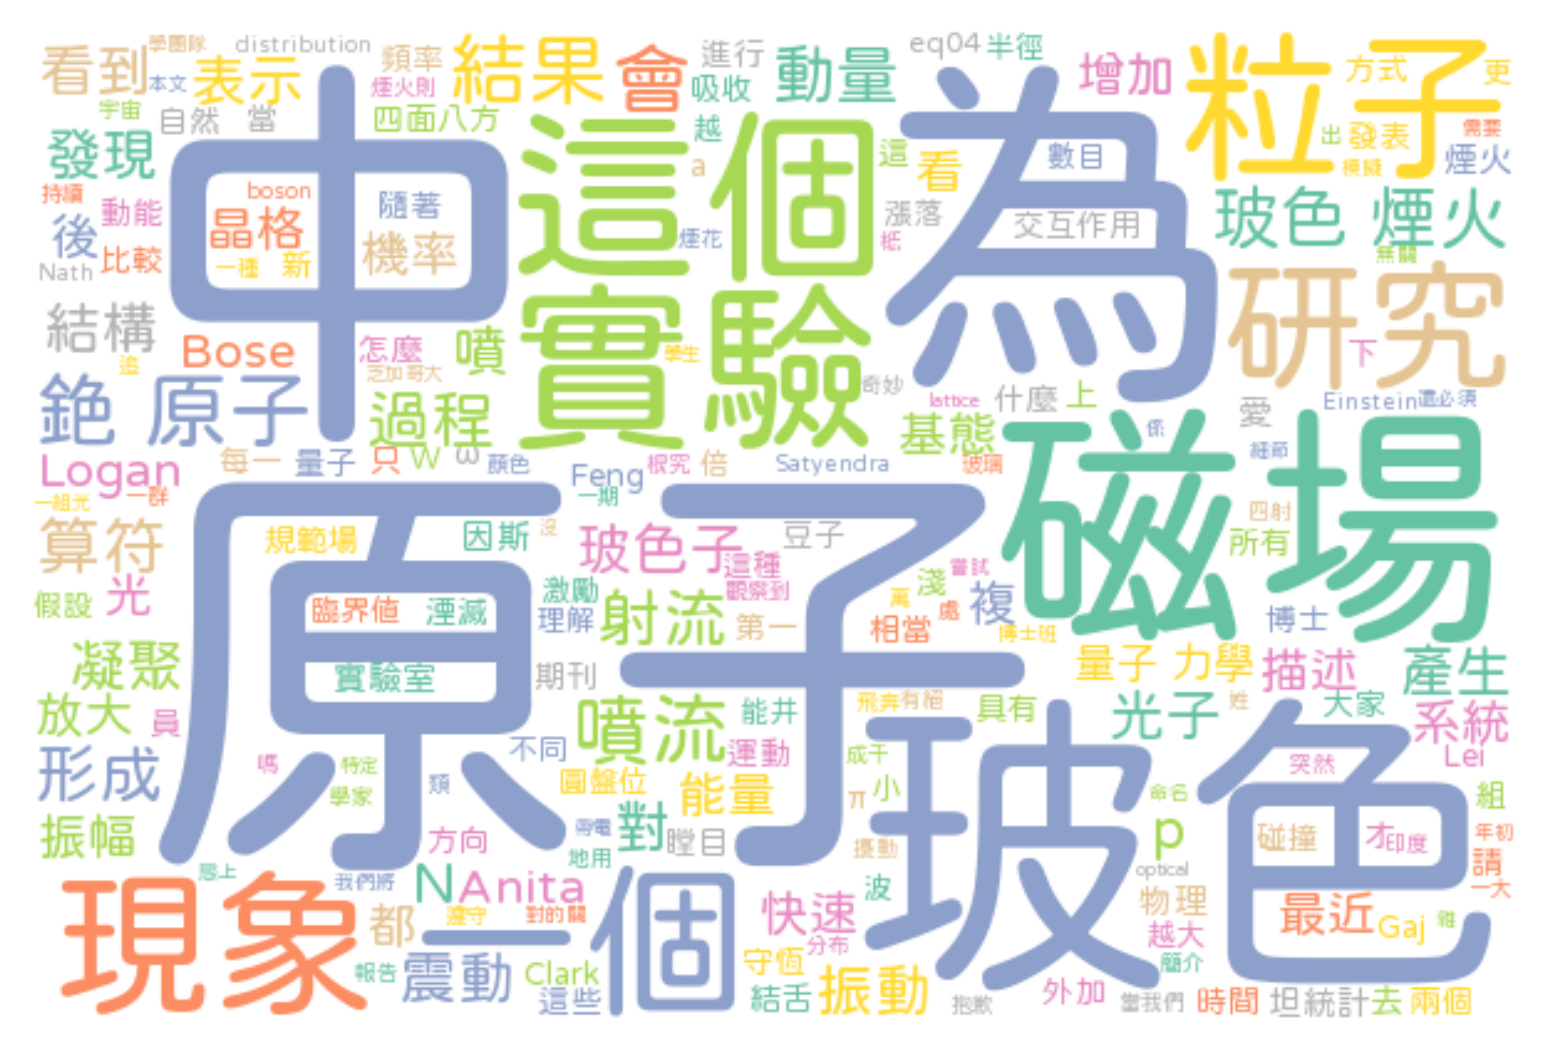 看到
學團隊
distribution
頻率
結果
會
進行
動量
eq04
半徑
增加
粒子
方式
更
本文
表示
煙火則
吸收
宇宙
自然
當
四面八方
中
這個
為
越
a
這
看
數目
出
發表
需要
模擬
煙火
發現
持續
動能
boson
隨著
晶格
機率
一種
新
後
比較
Nath
煙花
漲落
交互作用
玻色
煙火
無關
研究
結構
Bose
怎麼
噴
實驗
學生
追
芝加哥大
奇妙
下
銫
原子
過程
lattice
什麼
上
基態
愛
Einstein
還必須
Logan
每一
量子
只
W
ω
顏色
Feng
一期
倍
Satyendra
玻璃
係
細節
磁場
一組光
一群
原子
算符
規範場
因斯
沒
玻色子
豆子
四射
所有
這種
觀察到
嘗試
假設
光
臨界值
湮滅
激勵
理解
射流
第一
萬
淺
處
複
相當
博士班
博士
凝聚
實驗室
期刊
量子
力學
描述
產生
放大
員
噴流
能井
飛奔
有絕
具有
光子
姓
大家
系統
形成
嗎
特定
不同
運動
成千
玻色
突然
Lei
學家
類
圓盤位
能量
π
小
命名
組
振幅
方向
對
瞠目
擾動
p
碰撞
才
印度
年初
請
地用
optical
一大
現象
態上
我們將
N
Anita
一個
快速
波
物理
最近
都
遵守
對的關
分布
越大
Gaj
雜
報告
震動
Clark
守恆
簡介
這些
結舌
振動
抱歉
外加
當我們
時間
坦統計
去
兩個